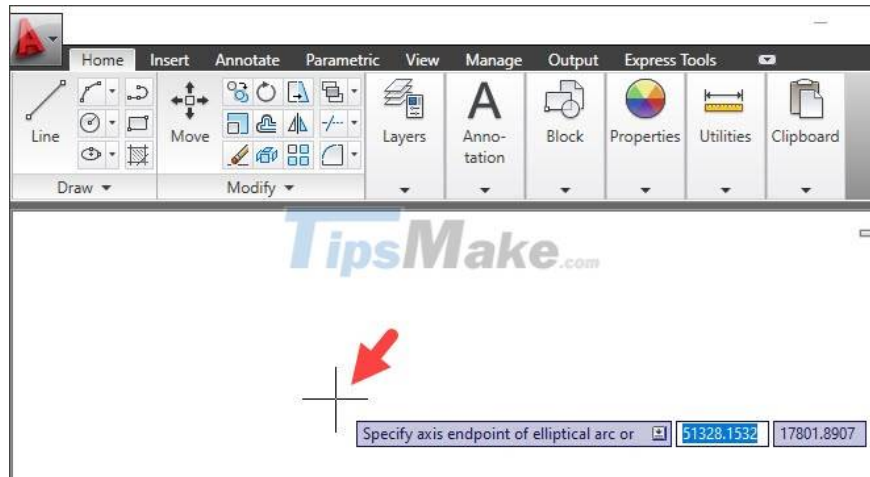 Home Insert Annotate Parametric View Manage Output Express Tools
Line
Move
Layers
Anno-
tation
Block
Properties
Utilities
Clipboard
Draw
Modify
TipsMake.com
Specify axis endpoint of elliptical arc or 51328.1532 17801.8907